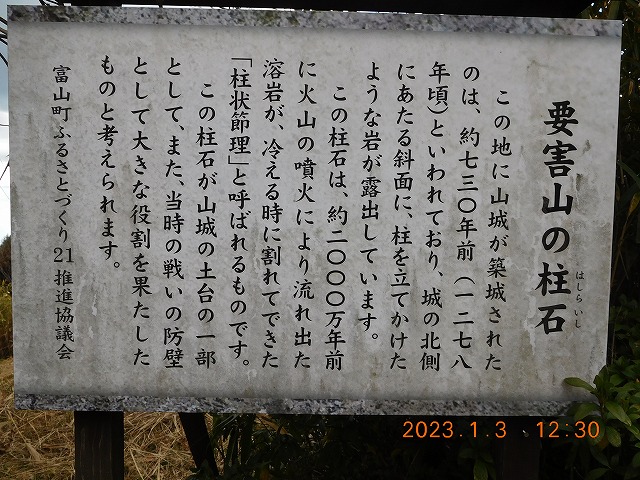 要害山の柱石
はしらいし
この地に山城が築城された
のは、約七三〇年前(一二七八
年頃)といわれており、城の北側
にあたる斜面に、柱を立てかけた
ような岩が露出しています。
この柱石は、約二〇〇〇万年前
に火山の噴火により流れ出た
溶岩が、冷える時に割れてできた
「柱状節理」と呼ばれるものです。
この柱石が山城の土台の一部
として、また、当時の戦いの防壁
として大きな役割を果たした
ものと考えられます。
富山町ふるさとづくり21推進協議会
2023.1.3 12:30